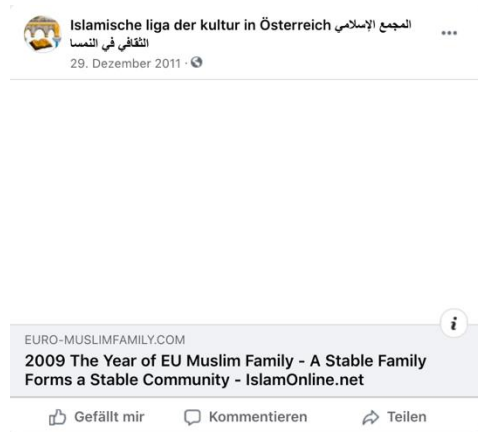 Islamische liga der kultur in Österreich المجمع الإسلامي
الثقافي في النمسا
29. Dezember 2011 ·
EURO-MUSLIMFAMILY.COM
2009 The Year of EU Muslim Family - A Stable Family
Forms a Stable Community - IslamOnline.net
Gefällt mir Kommentieren Teilen